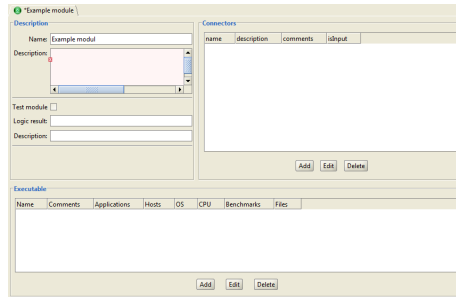 *Example module
Description
Name: Example modul
Description:
Test module
Logic result:
Description:
Connectors
name description comments isInput
Add Edit Delete
Executable
Name Comments Applications Hosts OS CPU Benchmarks Files
Add Edit Delete